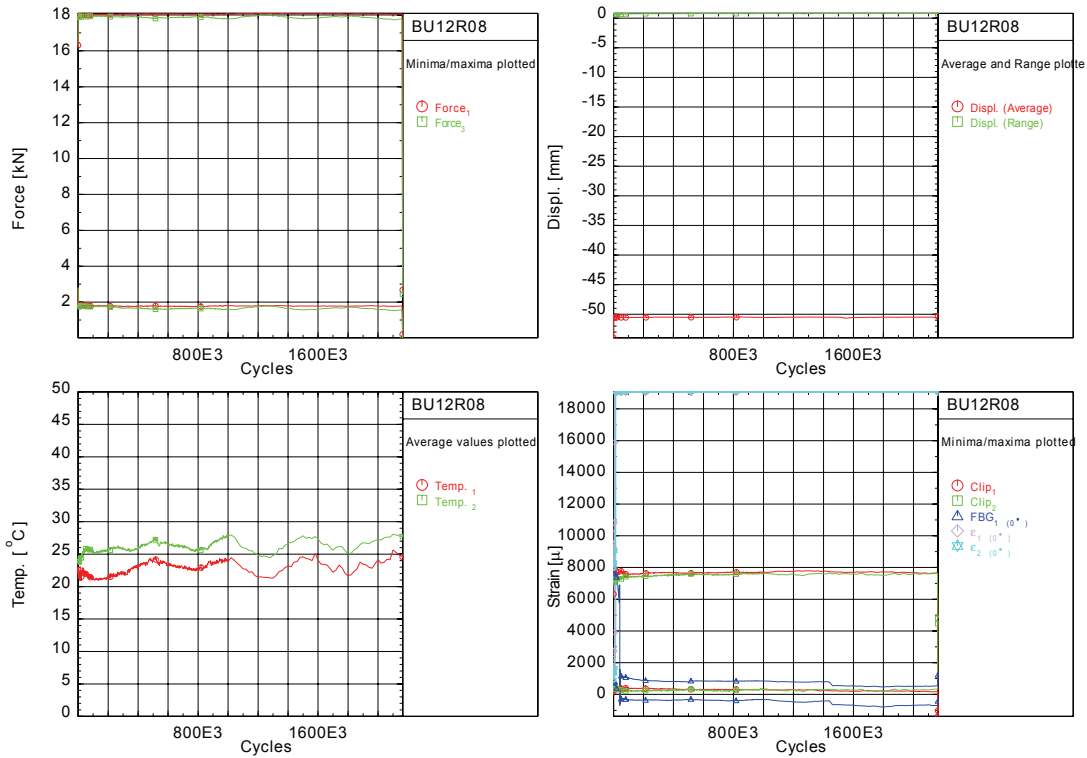 18
16
14
12
10
8
6
4
2
Force [kN]
800E3
1600E3
Cycles
BU12R08
Minima/maxima plotted
Force1
Force3
0
-5
-10
-15
-20
-25
-30
-35
-40
-45
-50
Displ. [mm]
800E3
1600E3
Cycles
BU12R08
Average and Range plotte
Displ. (Average)
Displ. (Range)
50
45
40
35
30
25
20
15
10
5
0
Temp. [ °C]
800E3
1600E3
Cycles
BU12R08
Average values plotted
Temp. 1
Temp. 2
18000
16000
14000
12000
10000
8000
6000
4000
2000
0
Strain [μ]
800E3
1600E3
Cycles
BU12R08
Minima/maxima plotted
Clip1
Clip2
FBG1 (0°)
ε1 (0°)
ε2 (0°)